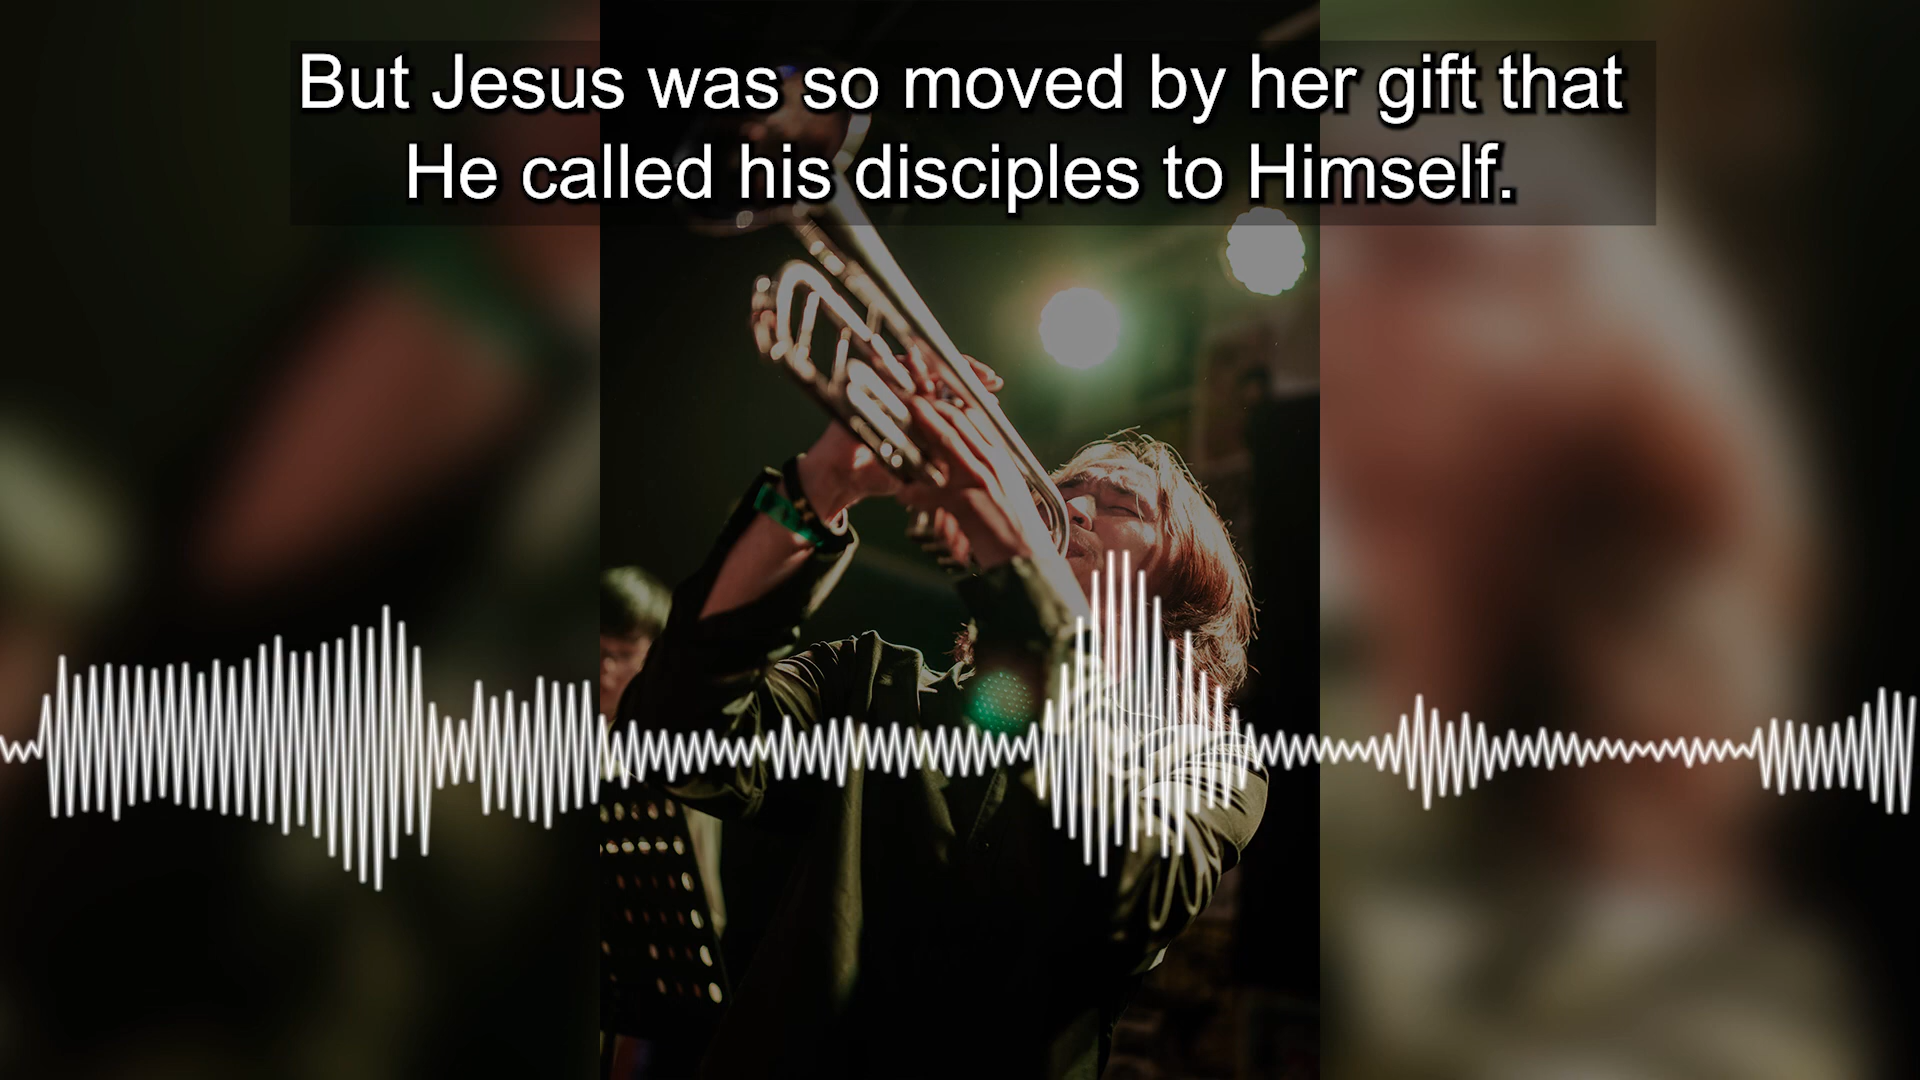 But Jesus was so moved by her gift that
He called his disciples to Himself.